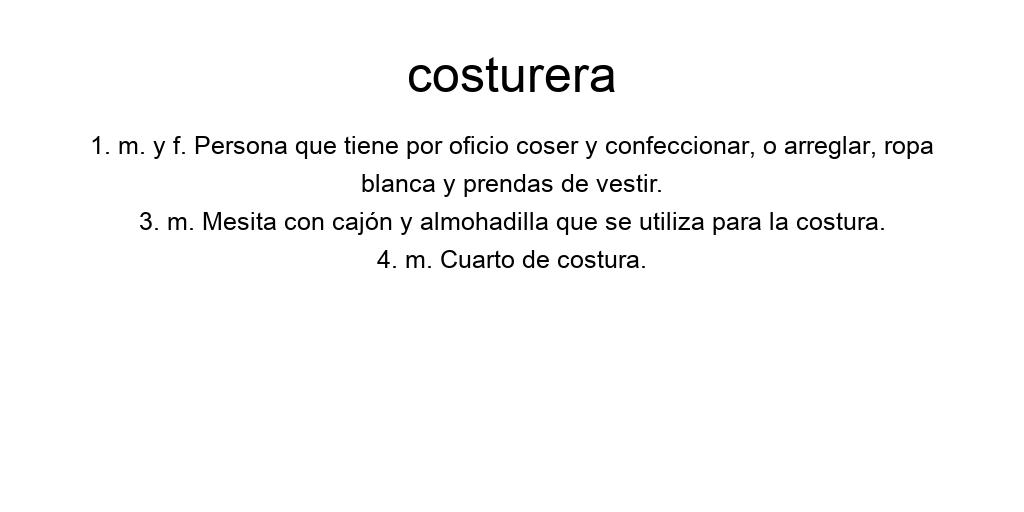 costurera
1. m. y f. Persona que tiene por oficio coser y confeccionar, o arreglar, ropa
blanca y prendas de vestir.
3. m. Mesita con cajón y almohadilla que se utiliza para la costura.
4. m. Cuarto de costura.